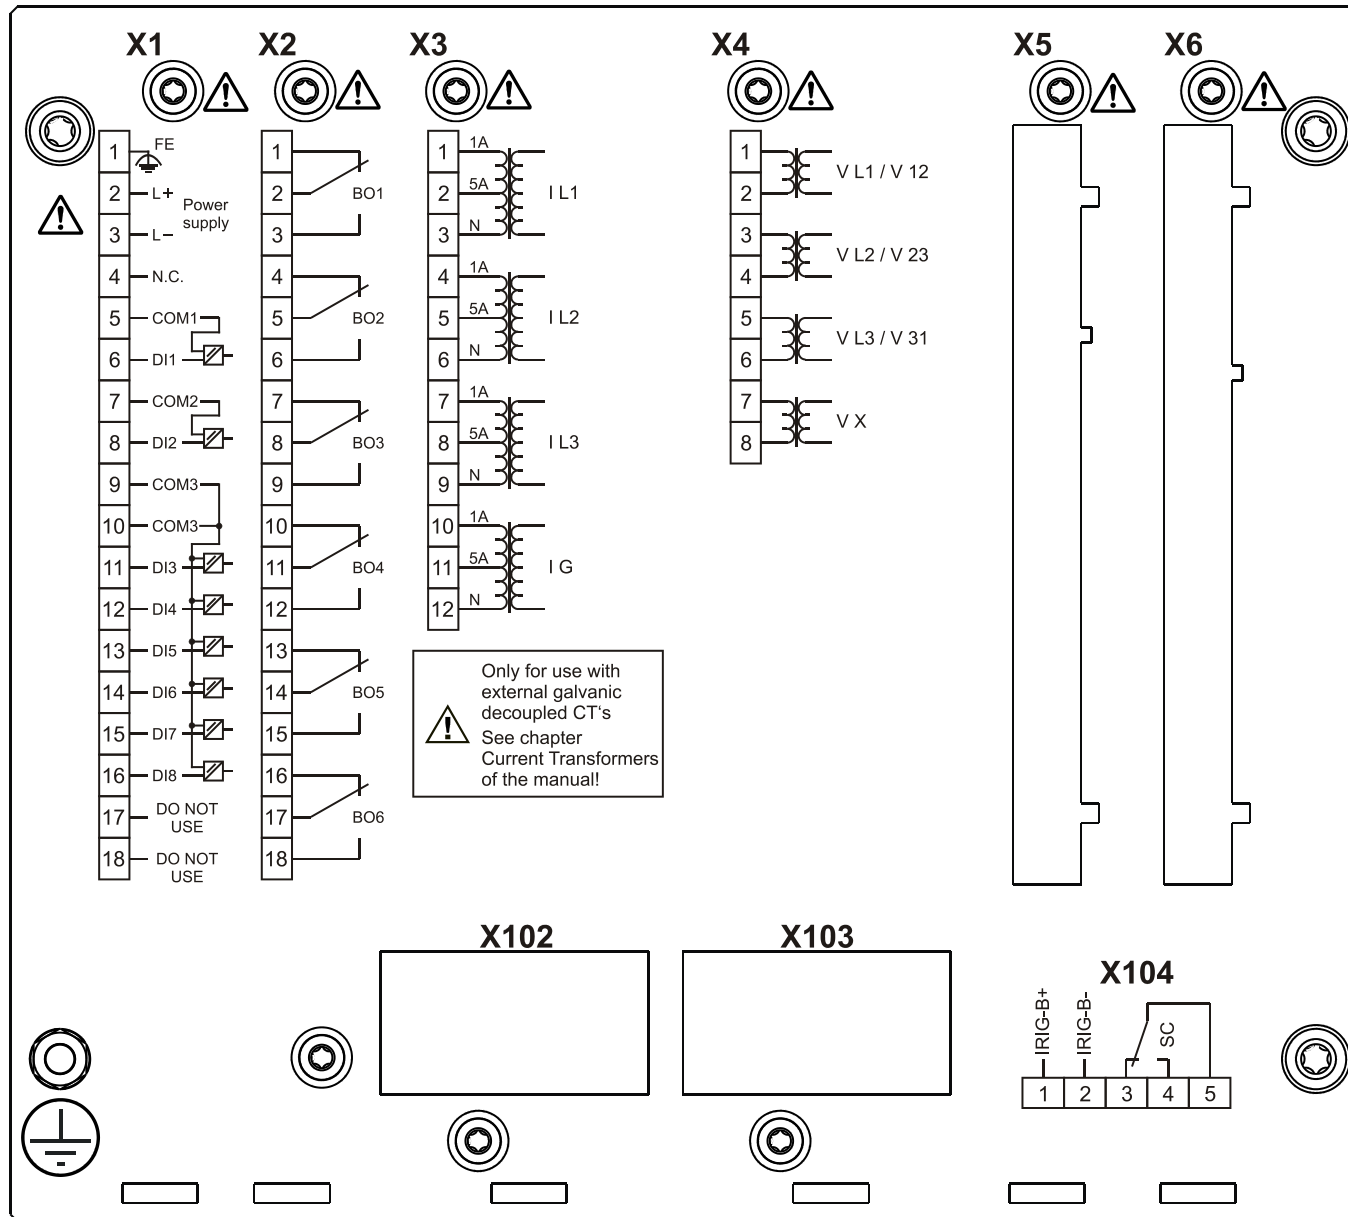 X1
X2
X3
X4
X5
X6
1 FE
2 L+
Power
supply
3 L–
4 N.C.
5 COM1
6 DI1
7 COM2
8 DI2
9 COM3
10 COM3
11 DI3
12 DI4
13 DI5
14 DI6
15 DI7
16 DI8
17 DO NOT
USE
18 DO NOT
USE
1
2 BO1
3
4
5 BO2
6
7
8 BO3
9
10
11 BO4
12
13
14 BO5
15
16
17 BO6
18
1 1A
2 5A I L1
3 N
4 1A
5 5A I L2
6 N
7 1A
8 5A I L3
9 N
10 1A
11 5A I G
12 N
Only for use with
external galvanic
decoupled CT‘s
See chapter
Current Transformers
of the manual!
1
V L1 / V 12
2
3
V L2 / V 23
4
5
V L3 / V 31
6
7
V X
8
X102
X103
X104
IRIG-B+
IRIG-B-
SC
1 2 3 4 5